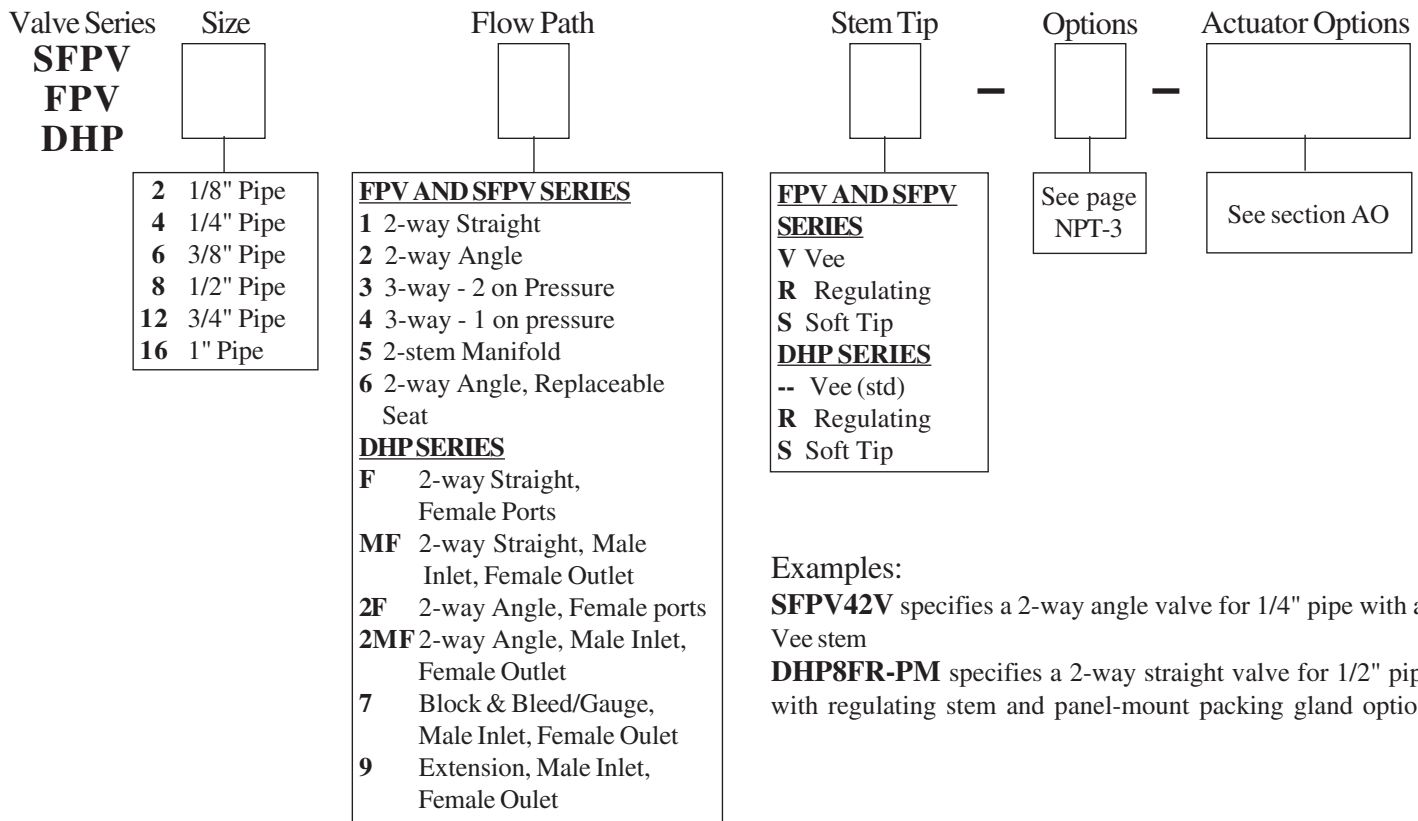 Valve Series Size Flow Path Stem Tip Options Actuator Options
SFPV
FPV
DHP
– –
2 1/8" Pipe
4 1/4" Pipe
6 3/8" Pipe
8 1/2" Pipe
12 3/4" Pipe
16 1" Pipe
FPV AND SFPV SERIES
1 2-way Straight
2 2-way Angle
3 3-way - 2 on Pressure
4 3-way - 1 on pressure
5 2-stem Manifold
6 2-way Angle, Replaceable
Seat
DHP SERIES
F 2-way Straight,
Female Ports
MF 2-way Straight, Male
Inlet, Female Outlet
2F 2-way Angle, Female ports
2MF 2-way Angle, Male Inlet,
Female Outlet
7 Block & Bleed/Gauge,
Male Inlet, Female Oulet
9 Extension, Male Inlet,
Female Oulet
FPV AND SFPV
SERIES
V Vee
R Regulating
S Soft Tip
DHP SERIES
-- Vee (std)
R Regulating
S Soft Tip
See page
NPT-3
See section AO
Examples:
SFPV42V specifies a 2-way angle valve for 1/4" pipe with a
Vee stem
DHP8FR-PM specifies a 2-way straight valve for 1/2" pip
with regulating stem and panel-mount packing gland optio